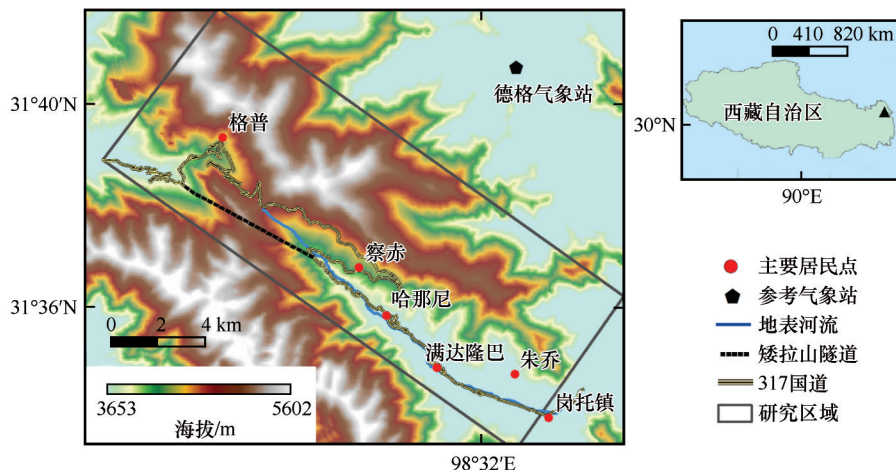 31°40′N
31°36′N
98°32′E
德格气象站
格普
察赤
哈那尼
满达隆巴
朱乔
岗托镇
0 2 4 km
3653 5602
海拔/m
0 410 820 km
西藏自治区
30°N
90°E
主要居民点
参考气象站
地表河流
矮拉山隧道
317国道
研究区域